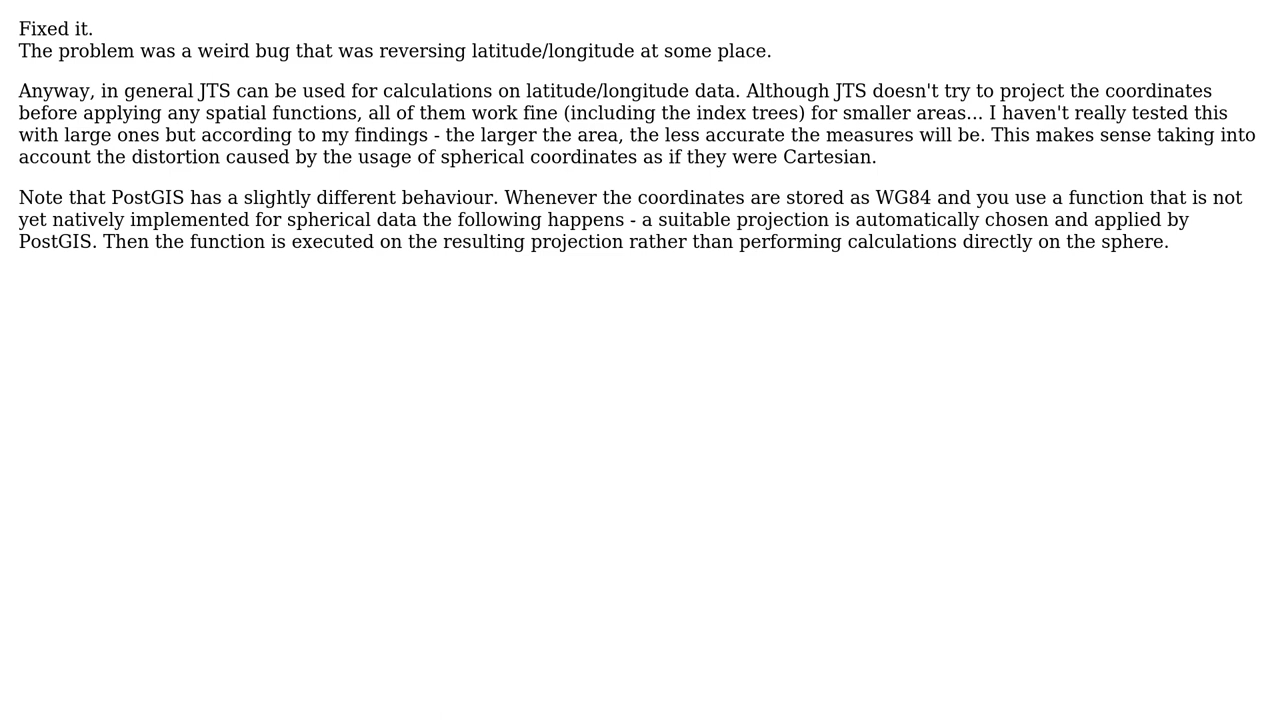 Fixed it.
The problem was a weird bug that was reversing latitude/longitude at some place.
Anyway, in general JTS can be used for calculations on latitude/longitude data. Although JTS doesn't try to project the coordinates
before applying any spatial functions, all of them work fine (including the index trees) for smaller areas... I haven't really tested this
with large ones but according to my findings - the larger the area, the less accurate the measures will be. This makes sense taking into
account the distortion caused by the usage of spherical coordinates as if they were Cartesian.
Note that PostGIS has a slightly different behaviour. Whenever the coordinates are stored as WG84 and you use a function that is not
yet natively implemented for spherical data the following happens - a suitable projection is automatically chosen and applied by
PostGIS. Then the function is executed on the resulting projection rather than performing calculations directly on the sphere.